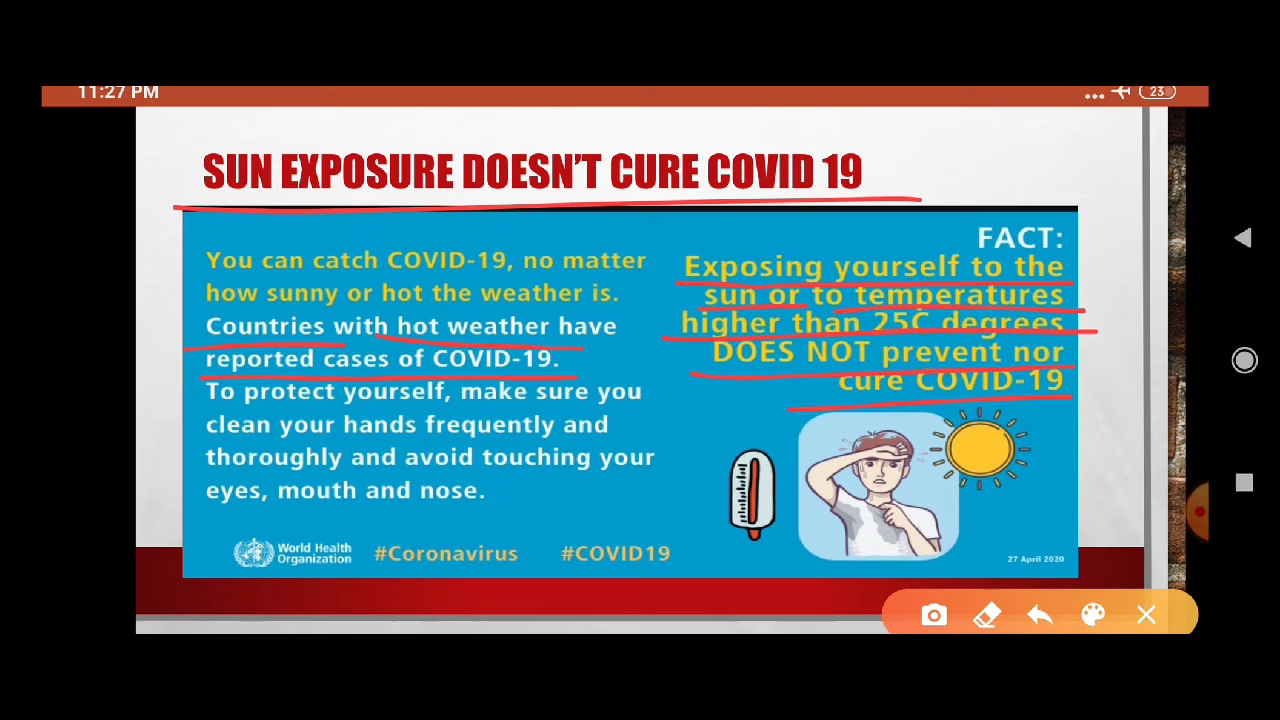 11:27 PM
23
SUN EXPOSURE DOESN'T CURE COVID 19
You can catch COVID-19, no matter
how sunny or hot the weather is.
Countries with hot weather have
reported cases of COVID-19.
To protect yourself, make sure you
clean your hands frequently and
thoroughly and avoid touching your
eyes, mouth and nose.
FACT:
Exposing yourself to the
sun or to temperatures
higher than 25C degrees
DOES NOT prevent nor
cure COVID-19
World Health
Organization
#Coronavirus #COVID19
27 April 2020